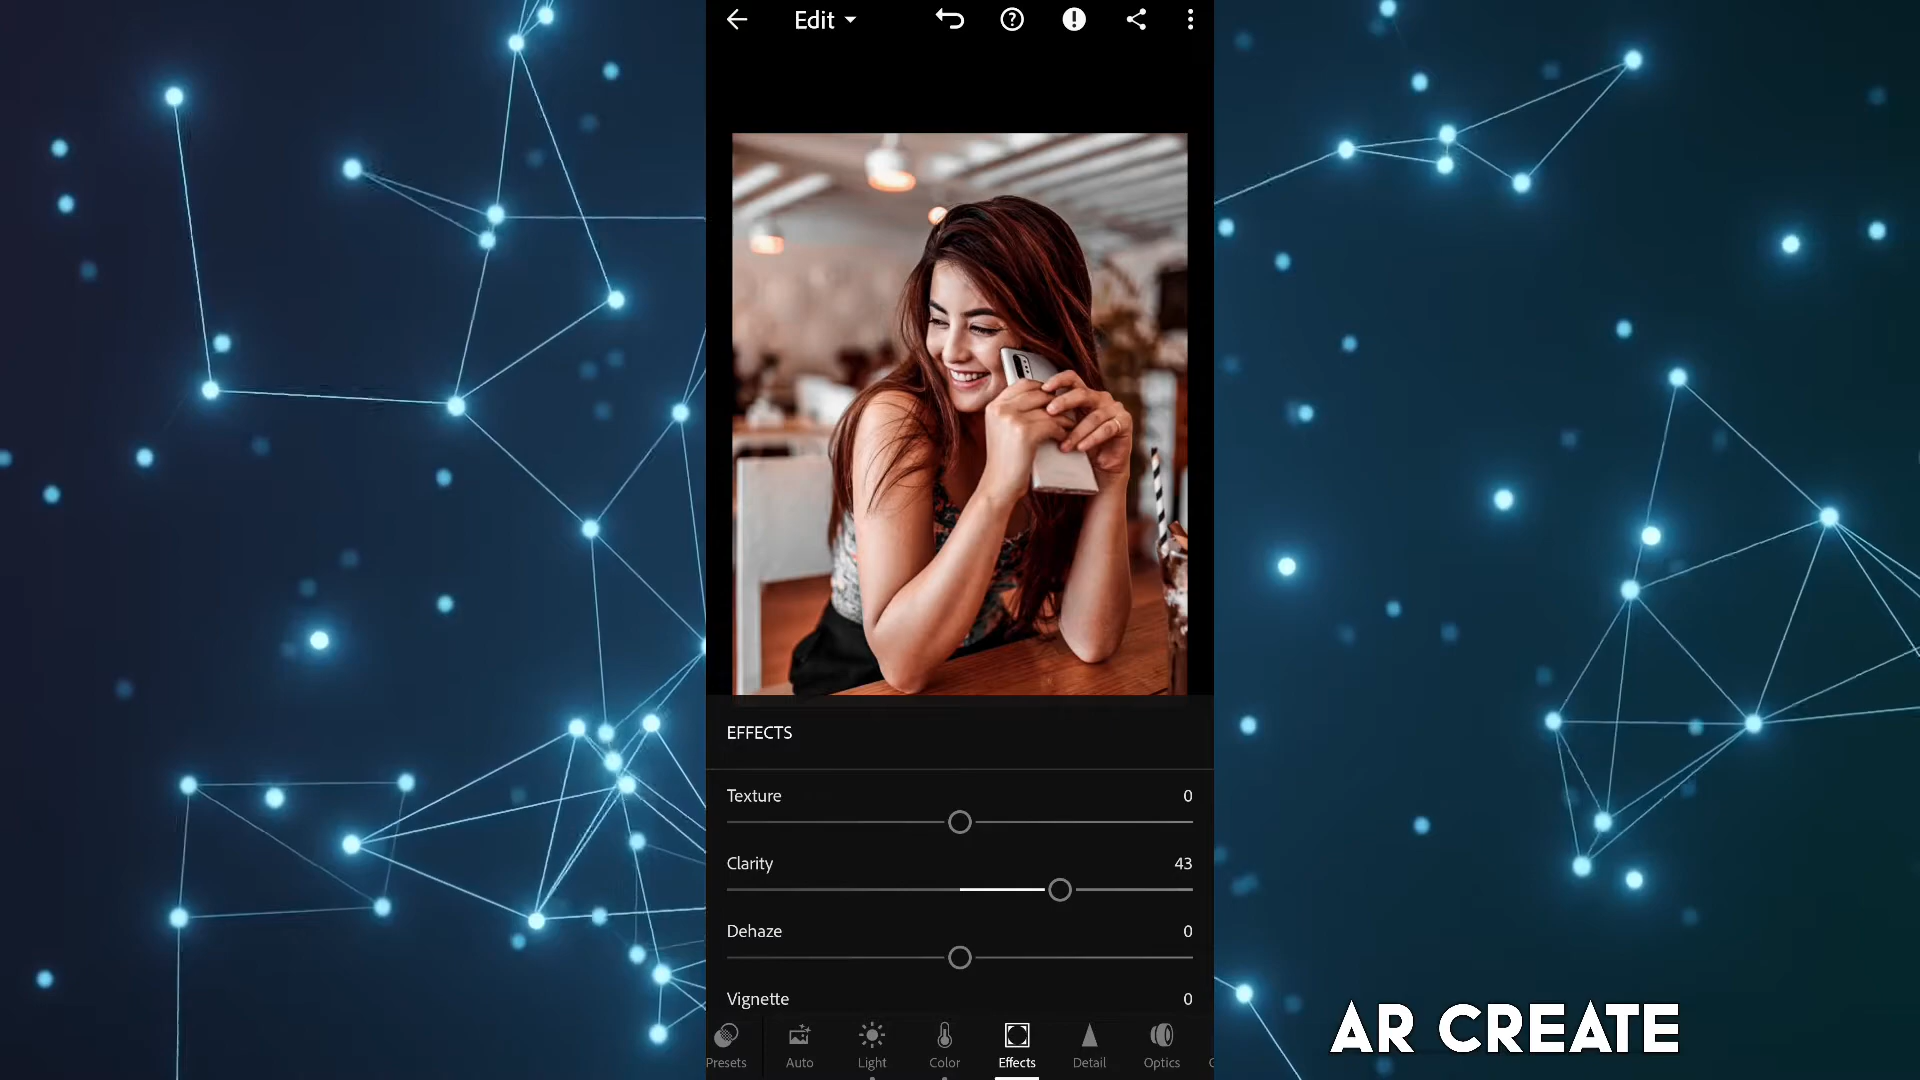 Edit
EFFECTS
Texture 0
Clarity 43
Dehaze 0
Vignette 0
Presets Auto Light Color Effects Detail Optics
AR CREATE